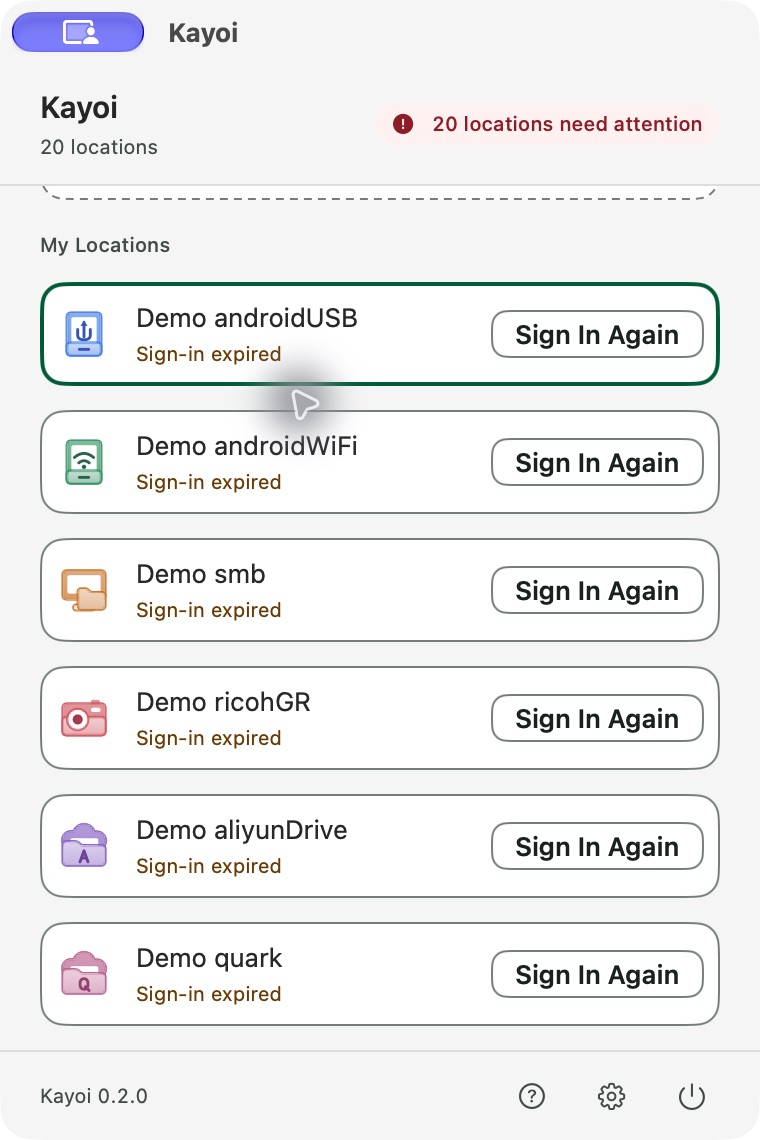 Kayoi
Kayoi
20 locations
20 locations need attention
My Locations
Demo androidUSB
Sign-in expired
Sign In Again
Demo androidWiFi
Sign-in expired
Sign In Again
Demo smb
Sign-in expired
Sign In Again
Demo ricohGR
Sign-in expired
Sign In Again
A
Demo aliyunDrive
Sign-in expired
Sign In Again
Q
Demo quark
Sign-in expired
Sign In Again
Kayoi 0.2.0